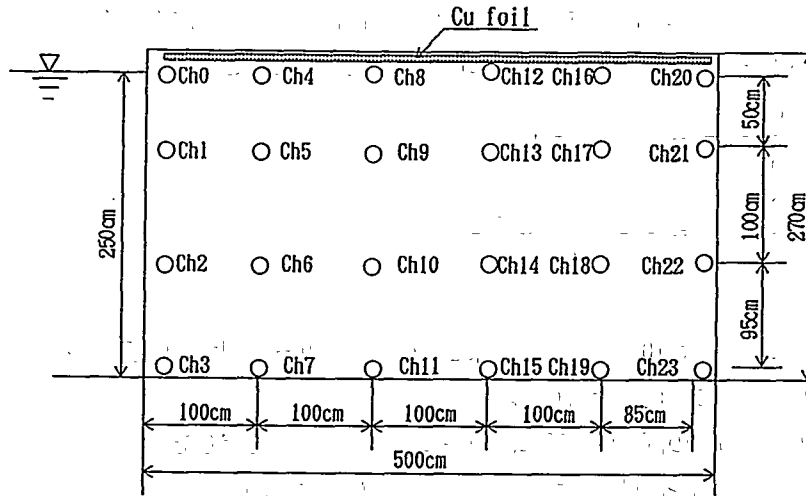 Cu foil
Ch0 Ch4 Ch8 Ch12 Ch16 Ch20
50cm
Ch1 Ch5 Ch9 Ch13 Ch17 Ch21
250cm
100cm
270cm
Ch2 Ch6 Ch10 Ch14 Ch18 Ch22
95cm
Ch3 Ch7 Ch11 Ch15 Ch19 Ch23
100cm 100cm 100cm 100cm 85cm
500cm